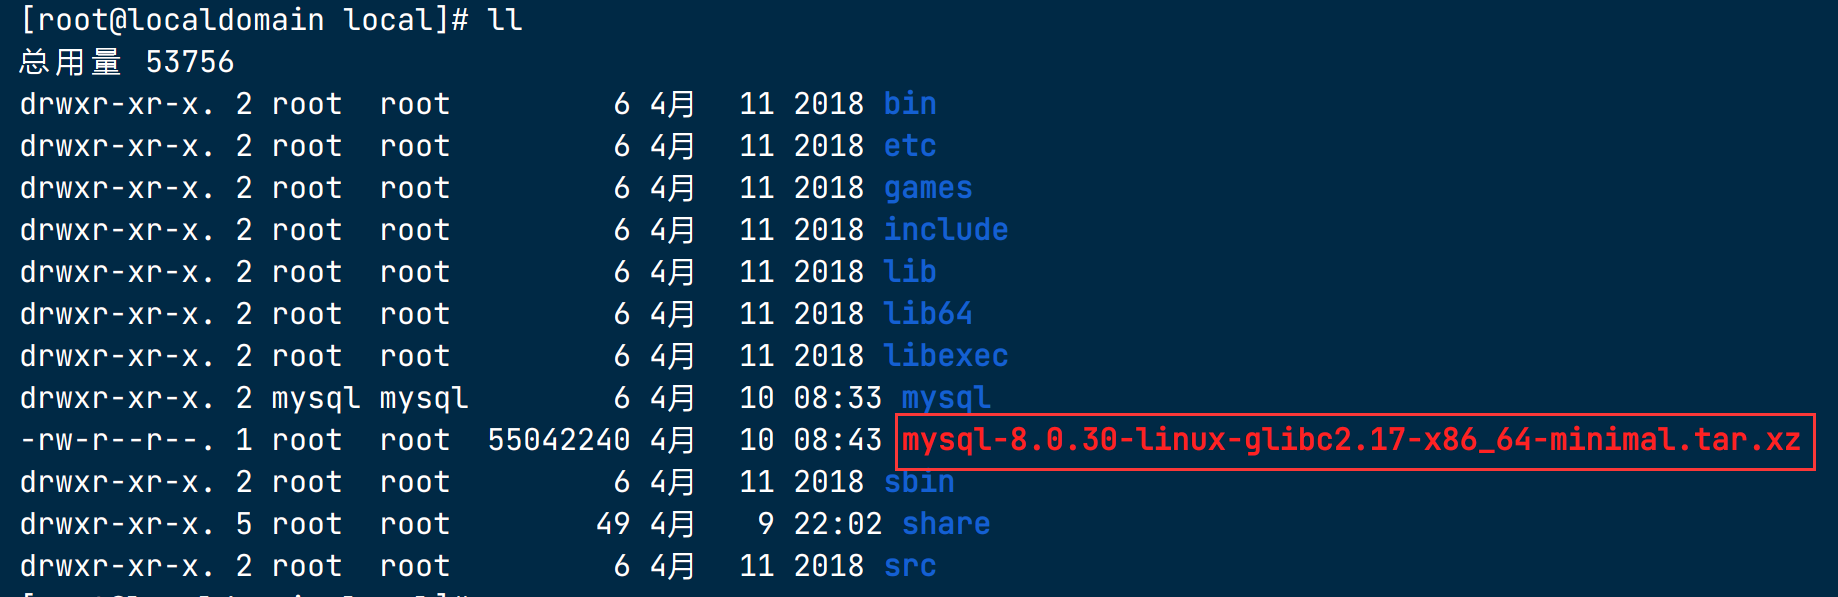 [root@localdomain local]# ll
总用量 53756
drwxr-xr-x. 2 root  root         6 4月  11 2018 bin
drwxr-xr-x. 2 root  root         6 4月  11 2018 etc
drwxr-xr-x. 2 root  root         6 4月  11 2018 games
drwxr-xr-x. 2 root  root         6 4月  11 2018 include
drwxr-xr-x. 2 root  root         6 4月  11 2018 lib
drwxr-xr-x. 2 root  root         6 4月  11 2018 lib64
drwxr-xr-x. 2 root  root         6 4月  11 2018 libexec
drwxr-xr-x. 2 mysql mysql        6 4月  10 08:33 mysql
-rw-r--r--. 1 root  root  55042240 4月  10 08:43 mysql-8.0.30-linux-glibc2.17-x86_64-minimal.tar.xz
drwxr-xr-x. 2 root  root         6 4月  11 2018 sbin
drwxr-xr-x. 5 root  root        49 4月   9 22:02 share
drwxr-xr-x. 2 root  root         6 4月  11 2018 src